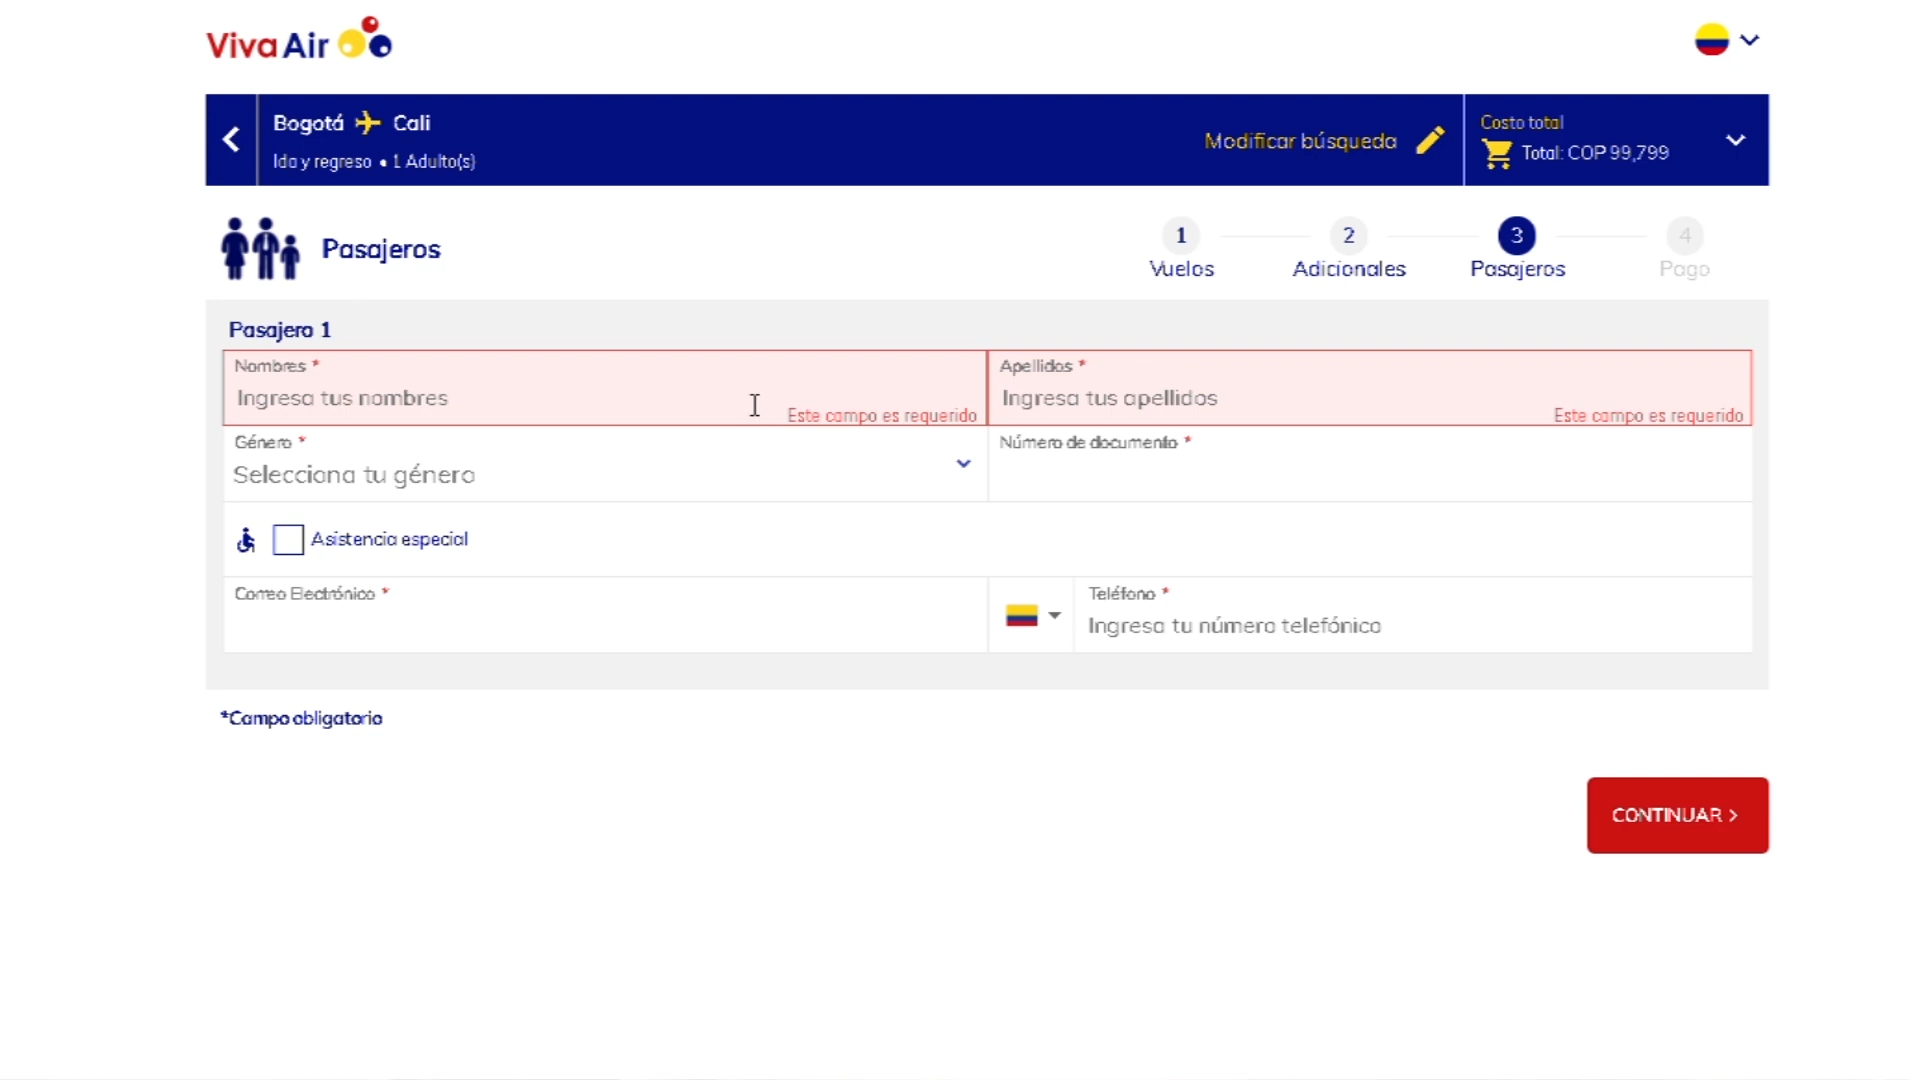 Viva Air
Bogotá Cali
Ida y regreso • 1 Adulto(s)
Modificar búsqueda
Costo total
Total: COP 99,799
Pasajeros
1
Vuelos
2
Adicionales
3
Pasajeros
4
Pago
Pasajero 1
Nombres *
Ingresa tus nombres
Este campo es requerido
Apellidos *
Ingresa tus apellidos
Este campo es requerido
Género *
Selecciona tu género
Número de documento *
Asistencia especial
Correo Electrónico *
Teléfono *
Ingresa tu número telefónico
*Campo obligatorio
CONTINUAR >